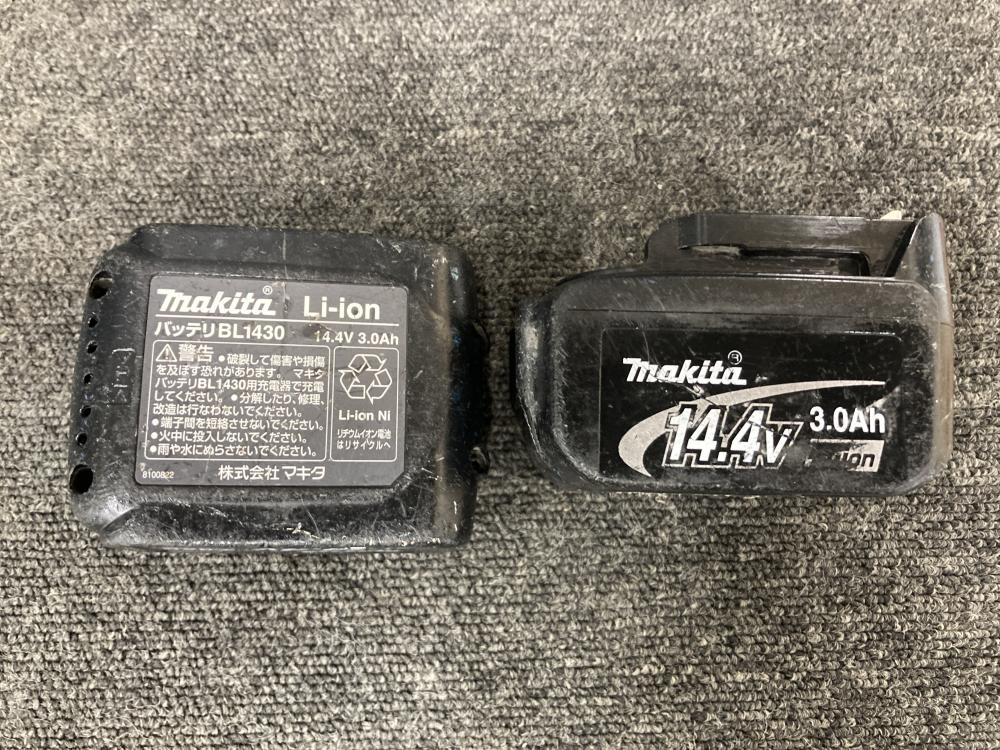 makita® Li-ion
バッテリBL1430 14.4V 3.0Ah
警告 ●破裂して傷害や損傷
を及ぼす恐れがあります。 マキタ
バッテリBL1430用充電器で充電
してください。●分解したり、修理、
改造は行なわないでください。
●端子間を短絡させないでください。
●火中に投入しないでください。
●雨や水にぬらさないでください。
Li-ion Ni
リチウムイオン電池
はリサイクルへ
8100822 株式会社マキタ
makita®
14.4V 3.0Ah